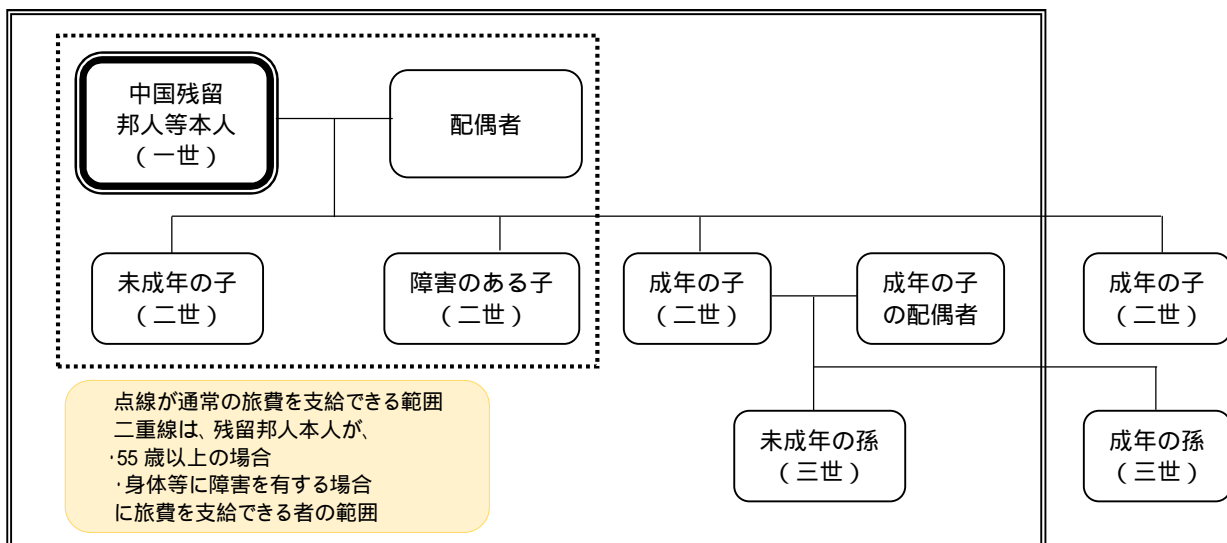 中国残留
邦人等本人
（一世）
配偶者
未成年の子
（二世）
障害のある子
（二世）
成年の子
（二世）
成年の子
の配偶者
成年の子
（二世）
点線が通常の旅費を支給できる範囲
二重線は、残留邦人本人が、
・55 歳以上の場合
・身体等に障害を有する場合
に旅費を支給できる者の範囲
未成年の孫
（三世）
成年の孫
（三世）